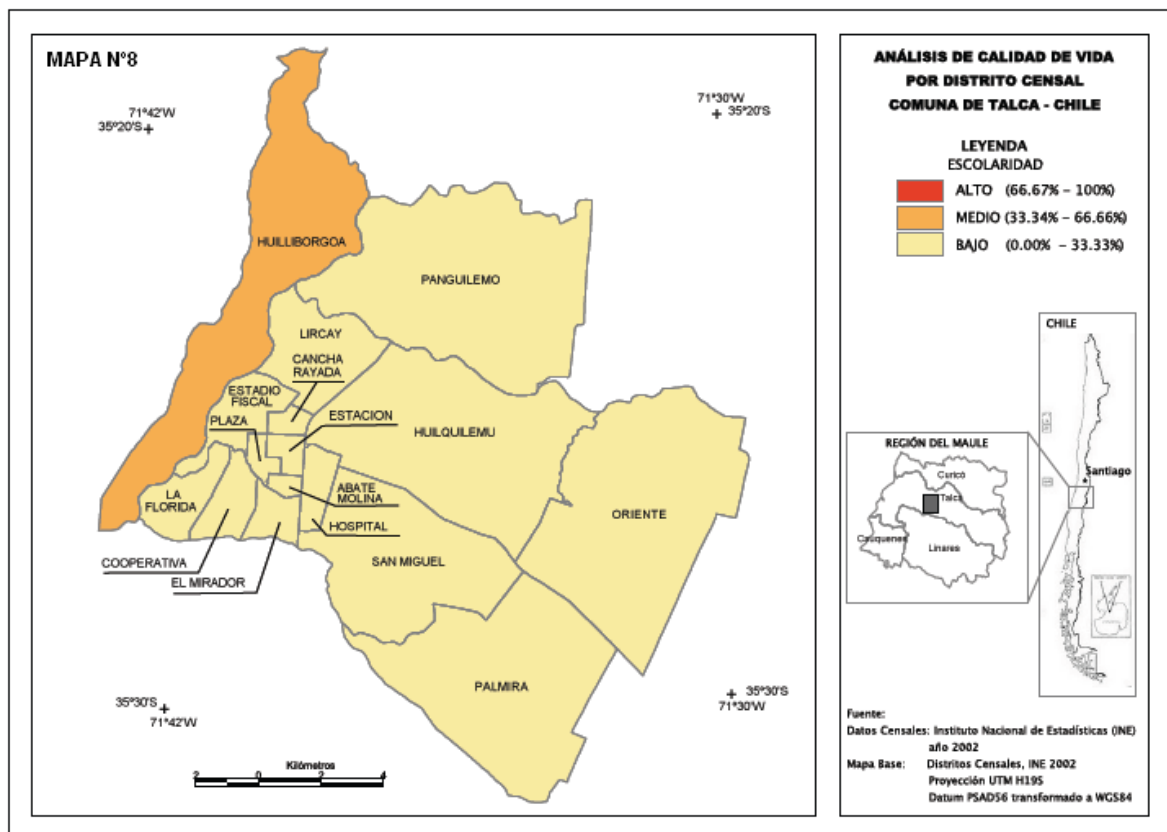 MAPA N°8
71°42'W
35°20'S
71°30'W
35°20'S
HUILLIBORGOA
PANGUILEMO
LIRCAY
CANCHA
RAYADA
ESTADIO
FISCAL
PLAZA
ESTACION
HUILQUILEMU
LA
FLORIDA
ABATE
MOLINA
HOSPITAL
ORIENTE
COOPERATIVA
EL MIRADOR
SAN MIGUEL
PALMIRA
35°30'S
71°42'W
35°30'S
71°30'W
Kilómetros
2 0 2 4
ANÁLISIS DE CALIDAD DE VIDA
POR DISTRITO CENSAL
COMUNA DE TALCA - CHILE
LEYENDA
ESCOLARIDAD
ALTO (66.67% - 100%)
MEDIO (33.34% - 66.66%)
BAJO (0.00% - 33.33%)
CHILE
Santiago
REGIÓN DEL MAULE
Curicó
Talca
Cauquenes
Linares
Fuente:
Datos Censales: Instituto Nacional de Estadísticas (INE)
año 2002
Mapa Base: Distritos Censales, INE 2002
Proyección UTM H19S
Datum PSAD56 transformado a WGS84